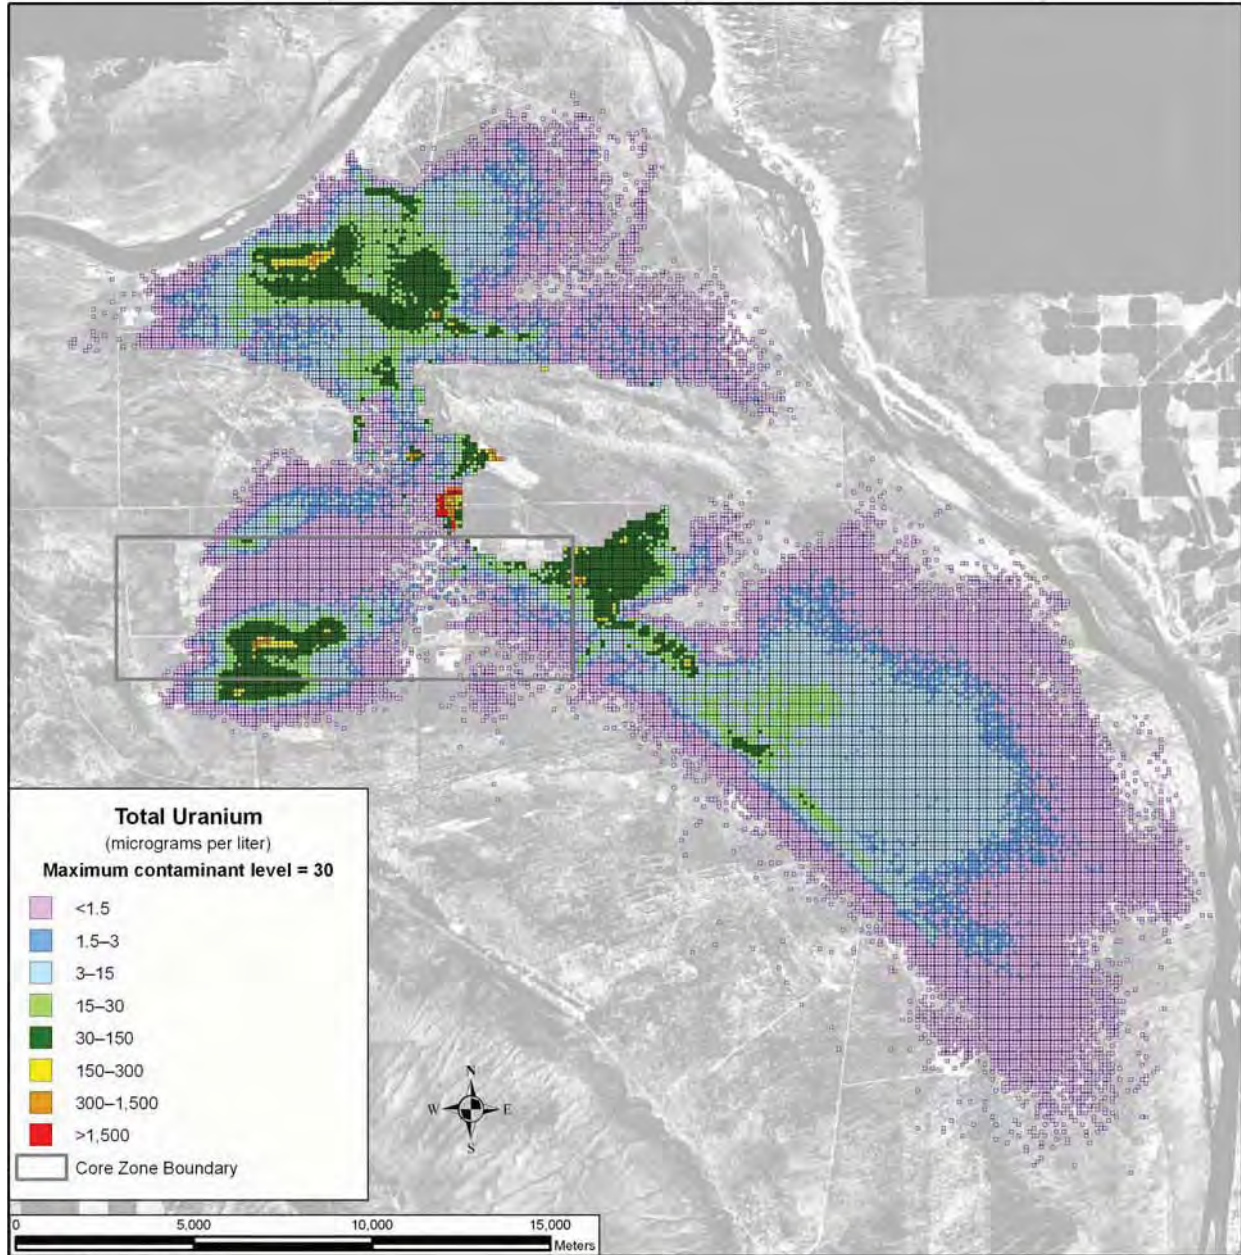 Total Uranium
(micrograms per liter)
Maximum contaminant level = 30
<1.5
1.5–3
3–15
15–30
30–150
150–300
300–1,500
>1,500
Core Zone Boundary
N
W E
S
0 5,000 10,000 15,000
Meters